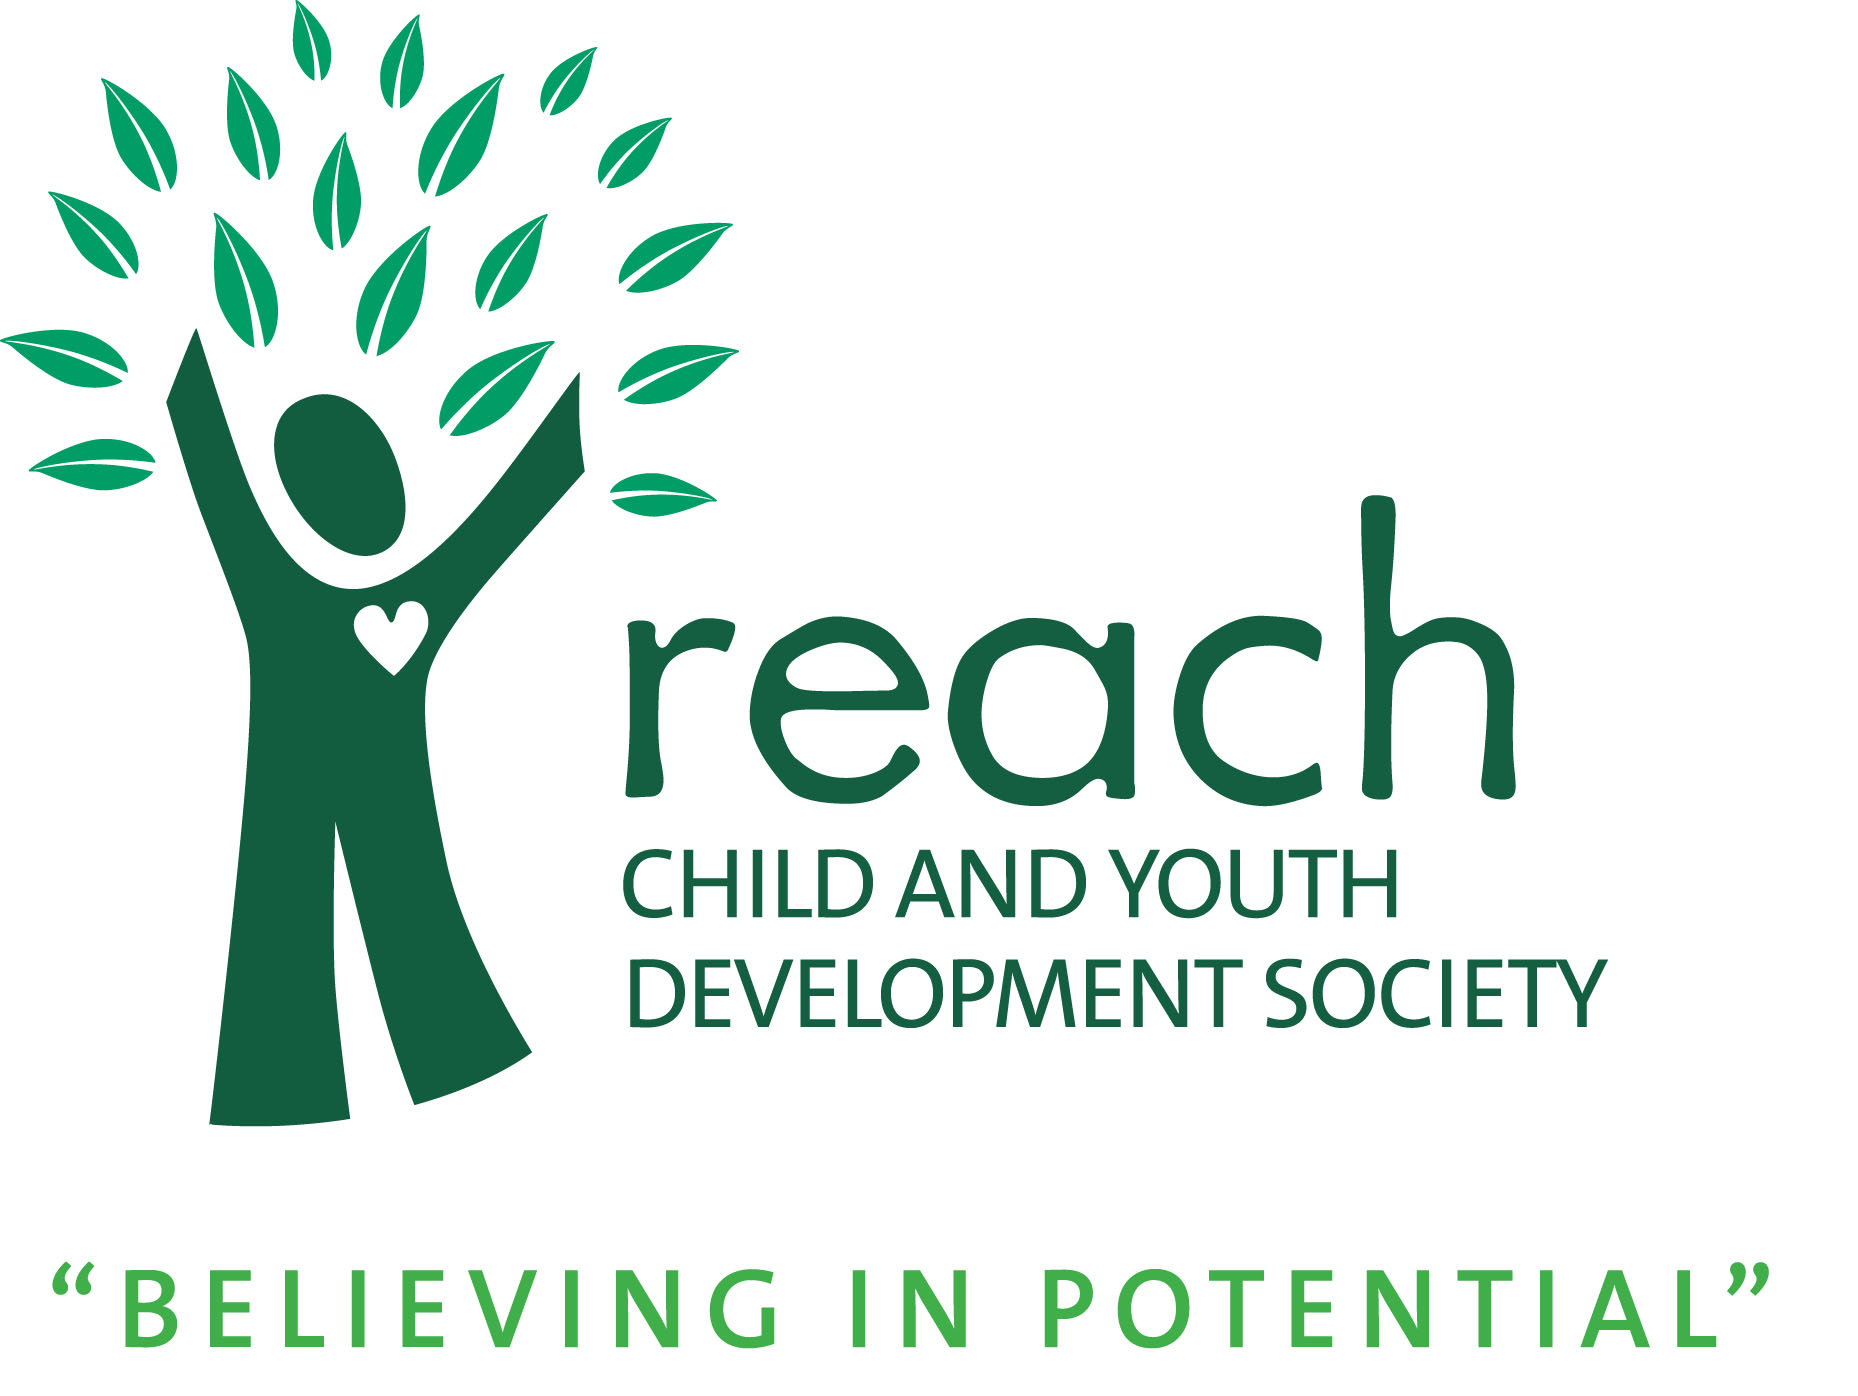 reach
CHILD AND YOUTH
DEVELOPMENT SOCIETY
“BELIEVING IN POTENTIAL”